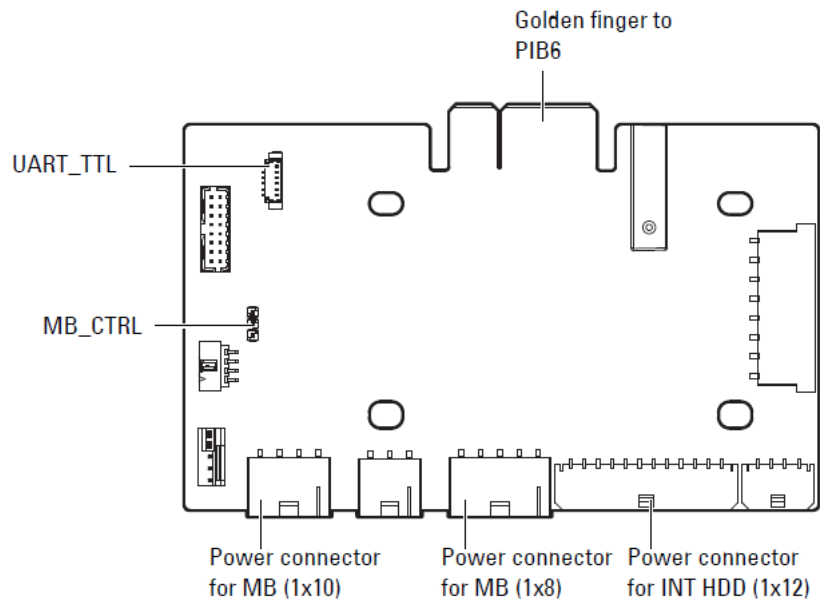 Golden finger to
PIB6
UART_TTL
MB_CTRL
Power connector
for MB (1x10)
Power connector
for MB (1x8)
Power connector
for INT HDD (1x12)